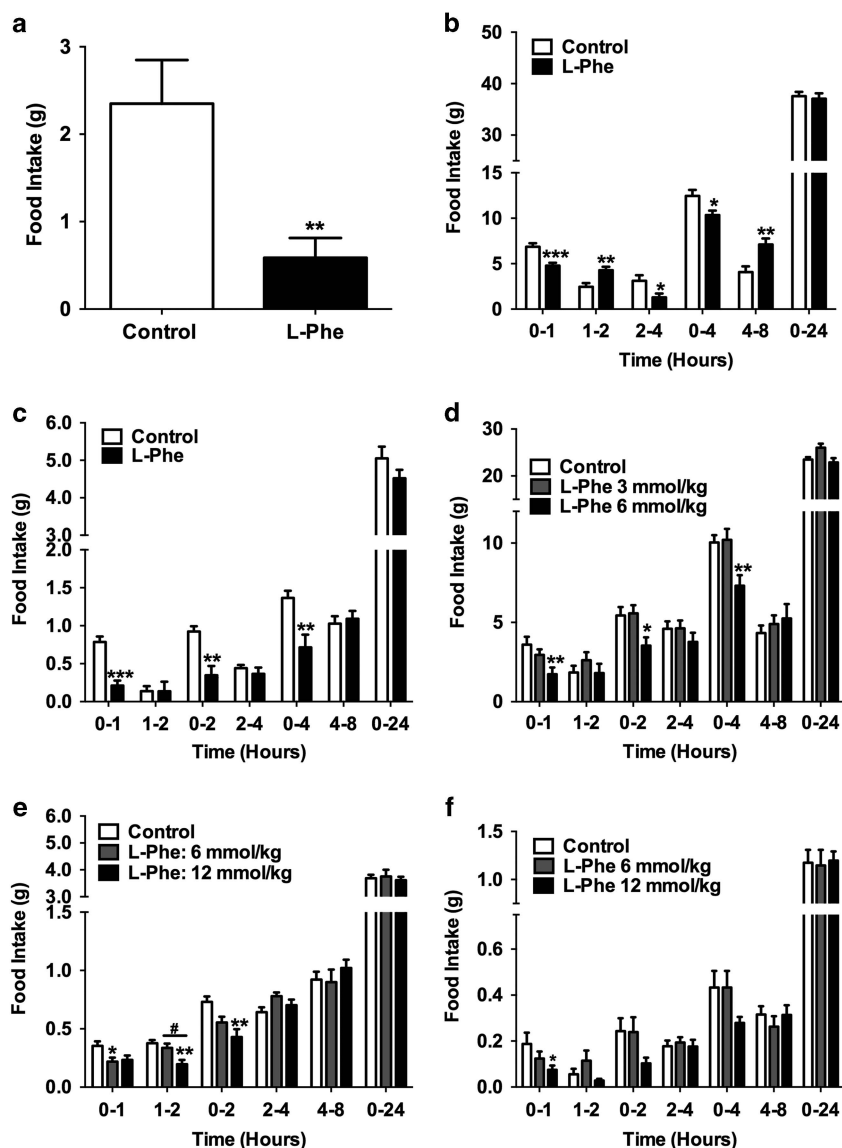 a
Food Intake (g)
3
2
1
0
**
Control L-Phe
b
Food Intake (g)
50
40
30
15
10
5
0
Control
L-Phe
*** ** * * **
0-1 1-2 2-4 0-4 4-8 0-24
Time (Hours)
c
Food Intake (g)
6.0
5.0
4.0
3.0
2.0
1.5
1.0
0.5
0.0
Control
L-Phe
*** ** **
0-1 1-2 0-2 2-4 0-4 4-8 0-24
Time (Hours)
d
Food Intake (g)
30
20
10
5
0
Control
L-Phe 3 mmol/kg
L-Phe 6 mmol/kg
** * **
0-1 1-2 0-2 2-4 0-4 4-8 0-24
Time (Hours)
e
Food Intake (g)
6.0
5.0
4.0
3.0
1.5
1.0
0.5
0.0
Control
L-Phe: 6 mmol/kg
L-Phe: 12 mmol/kg
#
* ** **
0-1 1-2 0-2 2-4 4-8 0-24
Time (Hours)
f
Food Intake (g)
1.5
1.0
0.6
0.4
0.2
0.0
Control
L-Phe 6 mmol/kg
L-Phe 12 mmol/kg
*
0-1 1-2 0-2 2-4 0-4 4-8 0-24
Time (Hours)